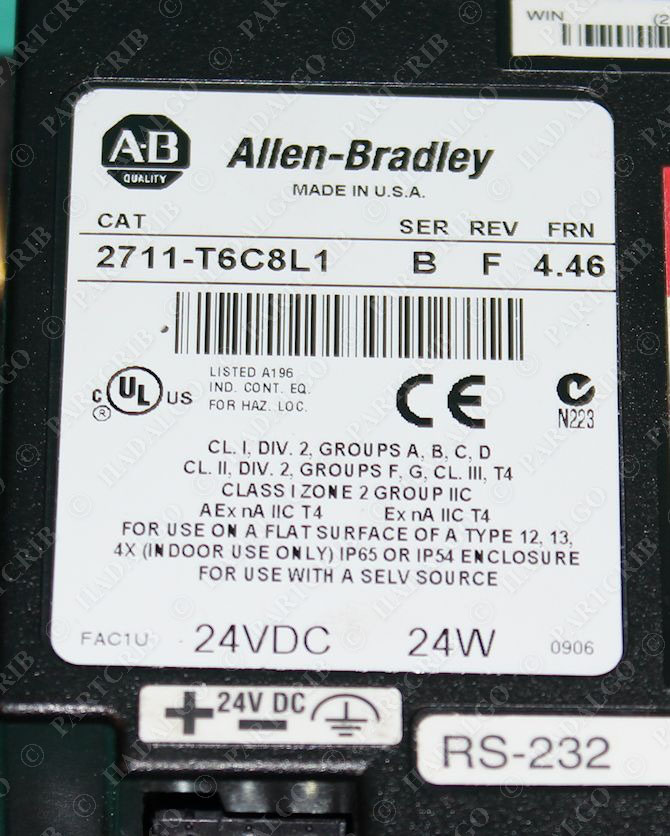 WIN (2
A-B
QUALITY
Allen-Bradley
MADE IN U.S.A.
CAT SER REV FRN
2711-T6C8L1 B F 4.46
C UL US
®
LISTED A196
IND. CONT. EQ.
FOR HAZ. LOC.
CE
N223
CL. I, DIV. 2, GROUPS A, B, C, D
CL. II, DIV. 2, GROUPS F, G, CL. III, T4
CLASS I ZONE 2 GROUP IIC
AEx nA IIC T4 Ex nA IIC T4
FOR USE ON A FLAT SURFACE OF A TYPE 12, 13,
4X (INDOOR USE ONLY) IP65 OR IP54 ENCLOSURE
FOR USE WITH A SELV SOURCE
FAC1U 24VDC 24W 0906
+ 24V DC -
RS-232
© PARTCRIB © HADALGO